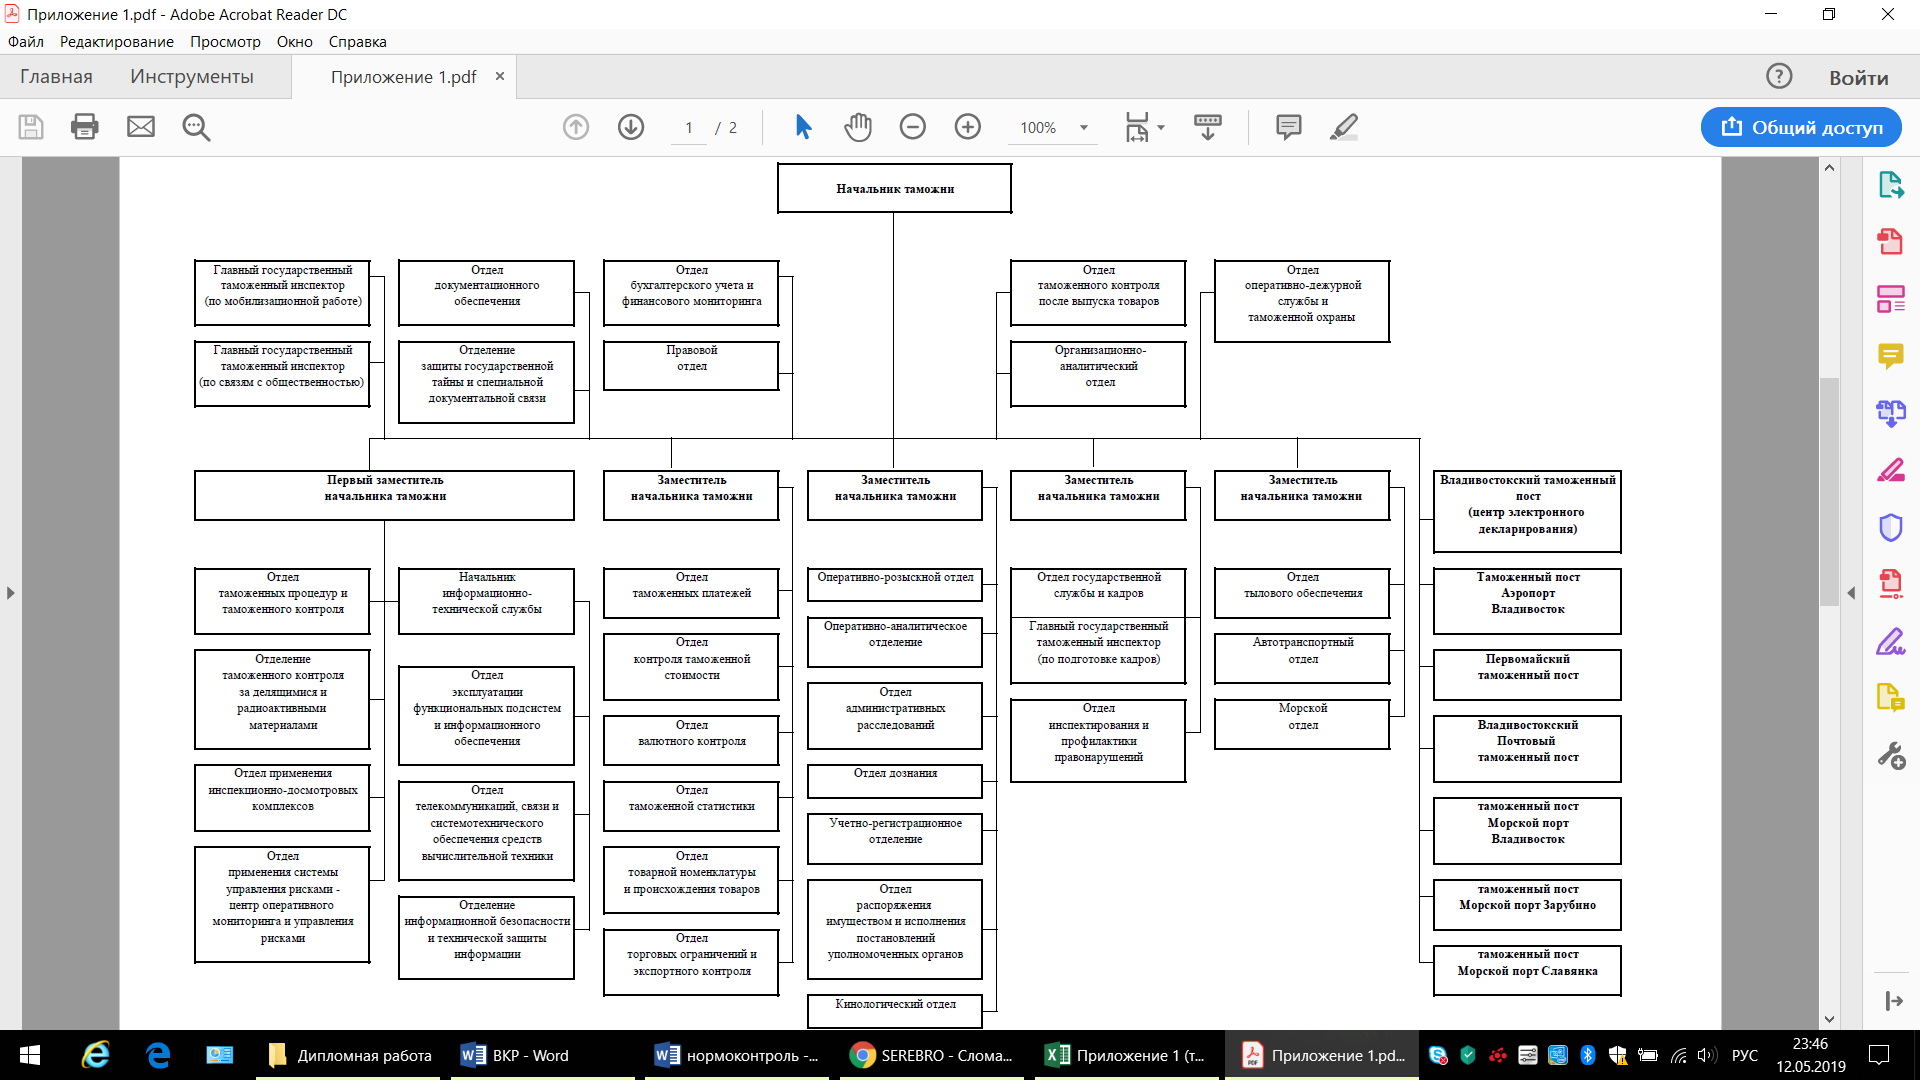 Приложение 1.pdf - Adobe Acrobat Reader DC
Файл Редактирование Просмотр Окно Справка
Главная Инструменты Приложение 1.pdf × Войти
1 / 2 100% Общий доступ
Начальник таможни
Главный государственный
таможенный инспектор
(по мобилизационной работе)
Отдел
документационного
обеспечения
Отдел
бухгалтерского учета и
финансового мониторинга
Отдел
таможенного контроля
после выпуска товаров
Отдел
оперативно-дежурной
службы и
таможенной охраны
Главный государственный
таможенный инспектор
(по связям с общественностью)
Отделение
защиты государственной
тайны и специальной
документальной связи
Правовой
отдел
Организационно-
аналитический
отдел
Первый заместитель
начальника таможни
Заместитель
начальника таможни
Заместитель
начальника таможни
Заместитель
начальника таможни
Заместитель
начальника таможни
Владивостокский таможенный
пост
(центр электронного
декларирования)
Отдел
таможенных процедур и
таможенного контроля
Отделение
таможенного контроля
за делящимися и
радиоактивными
материалами
Отдел применения
инспекционно-досмотровых
комплексов
Отдел
применения системы
управления рисками -
центр оперативного
мониторинга и управления
рисками
Начальник
информационно-
технической службы
Отдел
эксплуатации
функциональных подсистем
и информационного
обеспечения
Отдел
телекоммуникаций, связи и
системотехнического
обеспечения средств
вычислительной техники
Отделение
информационной безопасности
и технической защиты
информации
Отдел
таможенных платежей
Отдел
контроля таможенной
стоимости
Отдел
валютного контроля
Отдел
таможенной статистики
Отдел
товарной номенклатуры
и происхождения товаров
Отдел
торговых ограничений и
экспортного контроля
Оперативно-розыскной отдел
Оперативно-аналитическое
отделение
Отдел
административных
расследований
Отдел дознания
Учетно-регистрационное
отделение
Отдел
распоряжения
имуществом и исполнения
постановлений
уполномоченных органов
Кинологический отдел
Отдел государственной
службы и кадров
Главный государственный
таможенный инспектор
(по подготовке кадров)
Отдел
инспектирования и
профилактики
правонарушений
Отдел
тылового обеспечения
Автотранспортный
отдел
Морской
отдел
Таможенный пост
Аэропорт
Владивосток
Первомайский
таможенный пост
Владивостокский
Почтовый
таможенный пост
таможенный пост
Морской порт
Владивосток
таможенный пост
Морской порт Зарубино
таможенный пост
Морской порт Славянка
Дипломная работа ВКР - Word нормоконтроль -... SEREBRO - Слома... Приложение 1 (т... Приложение 1.pd... РУС 23:46
12.05.2019